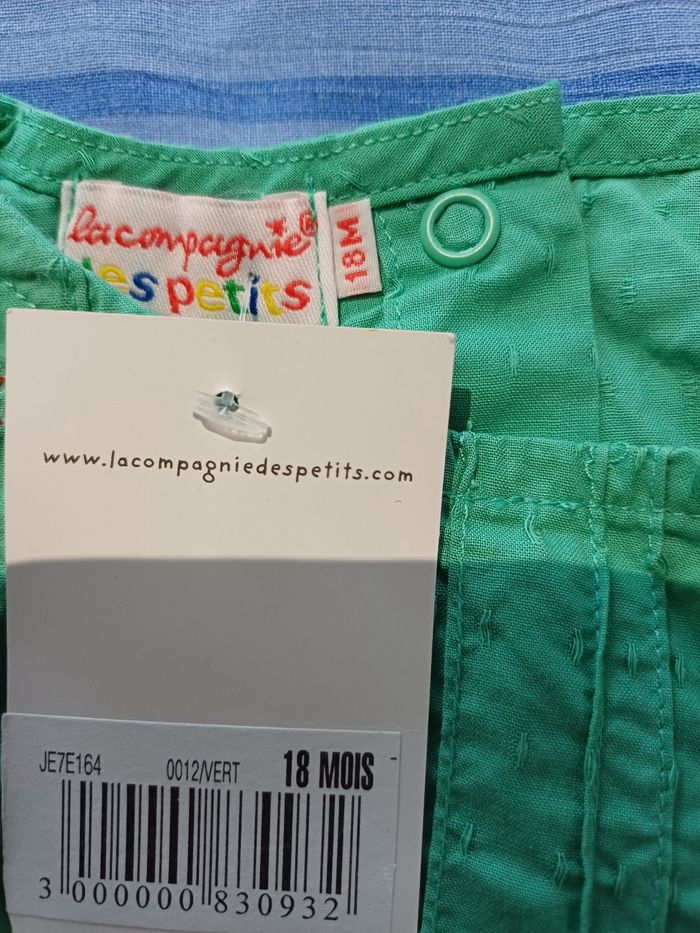 lacompagnie®
des petits
18M
www.lacompagniedespetits.com
JE7E164 0012/VERT 18 MOIS
3 000000 830932